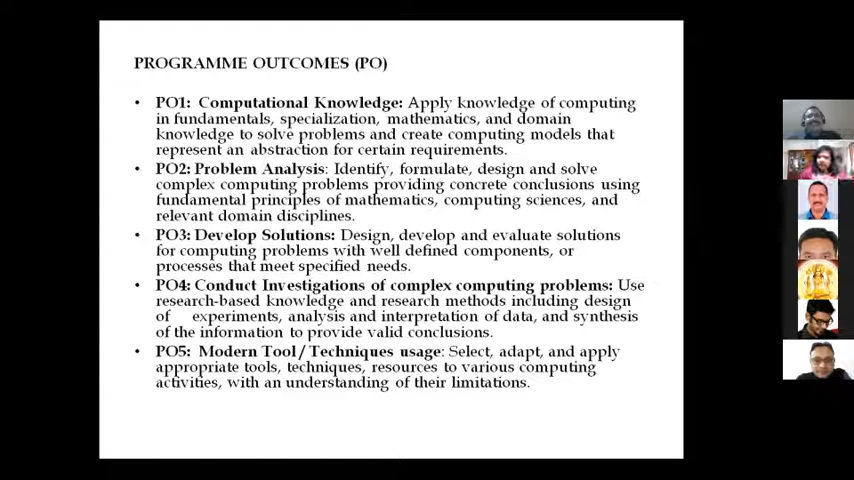 PROGRAMME OUTCOMES (PO)
• PO1: Computational Knowledge: Apply knowledge of computing
in fundamentals, specialization, mathematics, and domain
knowledge to solve problems and create computing models that
represent an abstraction for certain requirements.
• PO2: Problem Analysis: Identify, formulate, design and solve
complex computing problems providing concrete conclusions using
fundamental principles of mathematics, computing sciences, and
relevant domain disciplines.
• PO3: Develop Solutions: Design, develop and evaluate solutions
for computing problems with well defined components, or
processes that meet specified needs.
• PO4: Conduct Investigations of complex computing problems: Use
research-based knowledge and research methods including design
of experiments, analysis and interpretation of data, and synthesis
of the information to provide valid conclusions.
• PO5: Modern Tool/Techniques usage: Select, adapt, and apply
appropriate tools, techniques, resources to various computing
activities, with an understanding of their limitations.